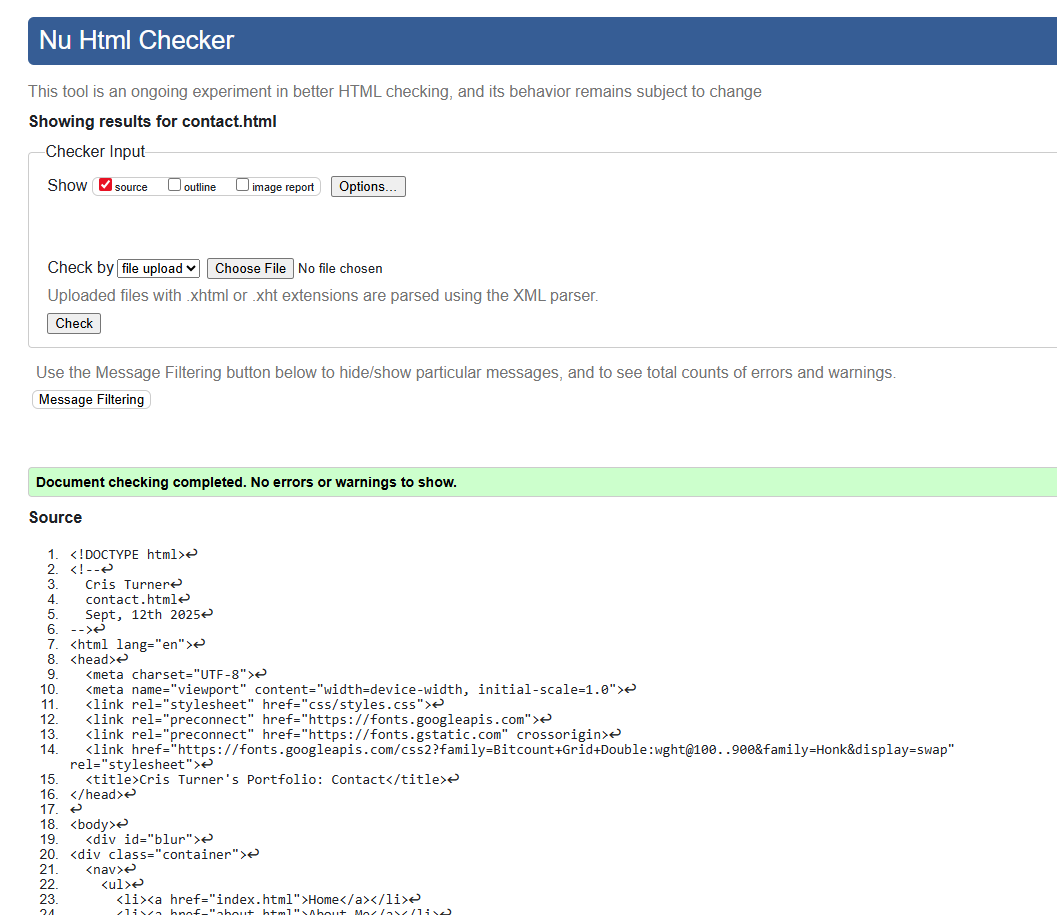 Nu Html Checker
This tool is an ongoing experiment in better HTML checking, and its behavior remains subject to change
Showing results for contact.html
Checker Input
Show source outline image report Options...
Check by file upload Choose File No file chosen
Uploaded files with .xhtml or .xht extensions are parsed using the XML parser.
Check
Use the Message Filtering button below to hide/show particular messages, and to see total counts of errors and warnings.
Message Filtering
Document checking completed. No errors or warnings to show.
Source
1. <!DOCTYPE html>↩
2. <!--↩
3.   Cris Turner↩
4.   contact.html↩
5.   Sept, 12th 2025↩
6. -->↩
7. <html lang="en">↩
8. <head>↩
9.   <meta charset="UTF-8">↩
10.   <meta name="viewport" content="width=device-width, initial-scale=1.0">↩
11.   <link rel="stylesheet" href="css/styles.css">↩
12.   <link rel="preconnect" href="https://fonts.googleapis.com">↩
13.   <link rel="preconnect" href="https://fonts.gstatic.com" crossorigin>↩
14.   <link href="https://fonts.googleapis.com/css2?family=Bitcount+Grid+Double:wght@100..900&family=Honk&display=swap"
rel="stylesheet">↩
15.   <title>Cris Turner's Portfolio: Contact</title>↩
16. </head>↩
17. ↩
18. <body>↩
19.   <div id="blur">↩
20. <div class="container">↩
21.   <nav>↩
22.     <ul>↩
23.       <li><a href="index.html">Home</a></li>↩
24.       <li><a href="about.html">About Me</a></li>↩